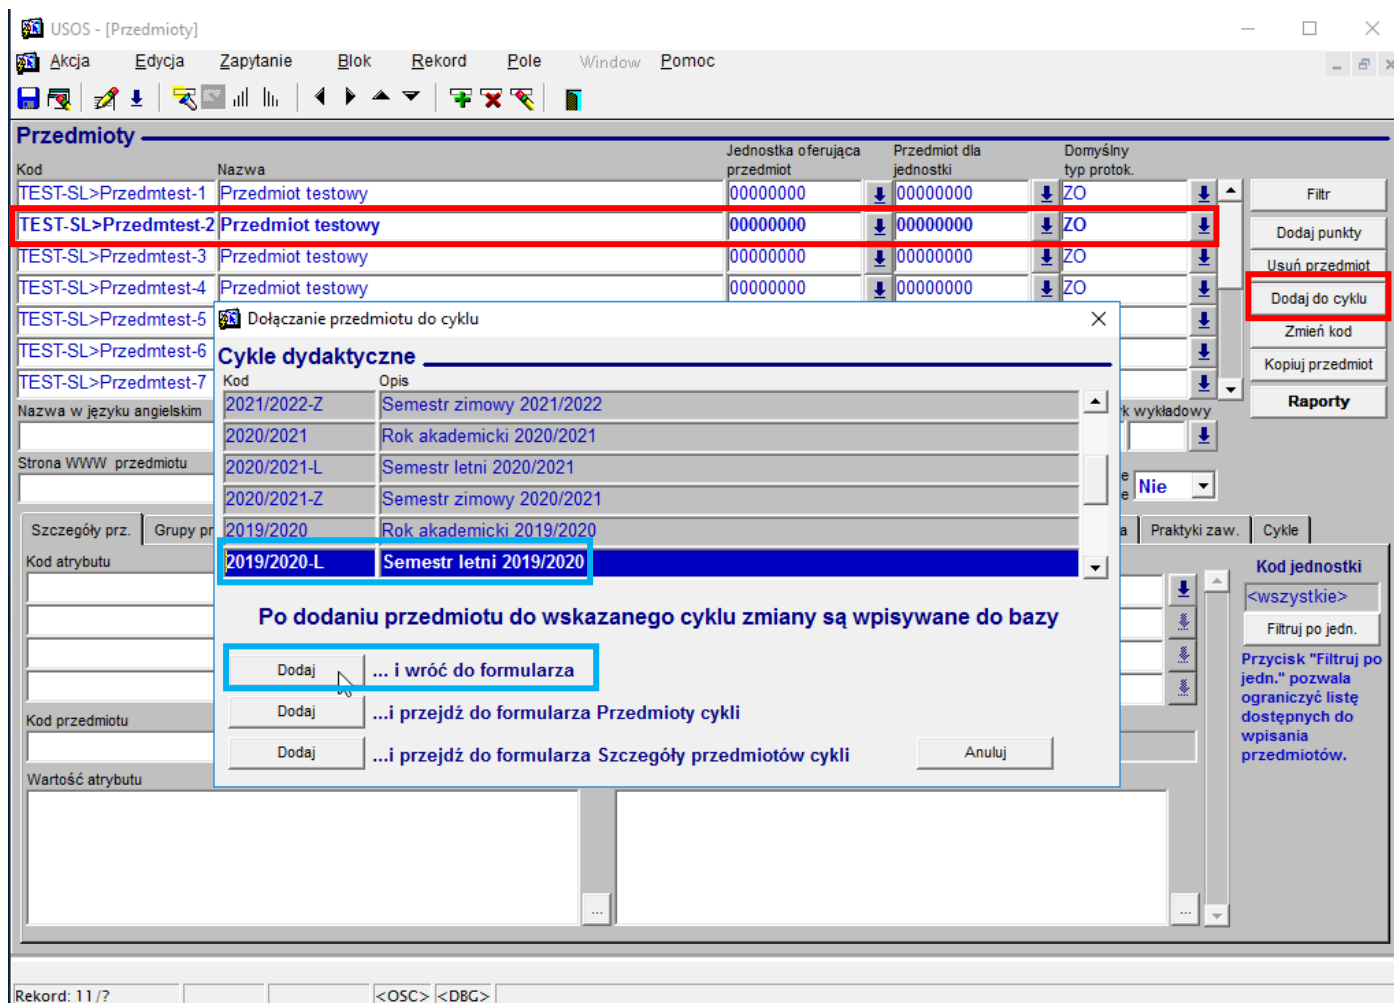 USOS - [Przedmioty]
Akcja Edycja Zapytanie Blok Rekord Pole Window Pomoc
Przedmioty
Jednostka oferująca Przedmiot dla Domyślny
Kod Nazwa przedmiot jednostki typ protok.
TEST-SL>Przedmtest-1 Przedmiot testowy 00000000 00000000 ZO
Filtr
TEST-SL>Przedmtest-2 Przedmiot testowy 00000000 00000000 ZO
Dodaj punkty
TEST-SL>Przedmtest-3 Przedmiot testowy 00000000 00000000 ZO
Usuń przedmiot
TEST-SL>Przedmtest-4 Przedmiot testowy 00000000 00000000 ZO
Dodaj do cyklu
TEST-SL>Przedmtest-5
Zmień kod
TEST-SL>Przedmtest-6
Kopiuj przedmiot
TEST-SL>Przedmtest-7
Raporty
Nazwa w języku angielskim
wykładowy
Strona WWW przedmiotu
Nie
Szczegóły prz. Grupy pr
Praktyki zaw. Cykle
Kod atrybutu
Kod przedmiotu
Wartość atrybutu
Kod jednostki
<wszystkie>
Filtruj po jedn.
Przycisk "Filtruj po
jedn." pozwala
ograniczyć listę
dostępnych do
wpisania
przedmiotów.
Dołączanie przedmiotu do cyklu
Cykle dydaktyczne
Kod Opis
2021/2022-Z Semestr zimowy 2021/2022
2020/2021 Rok akademicki 2020/2021
2020/2021-L Semestr letni 2020/2021
2020/2021-Z Semestr zimowy 2020/2021
2019/2020 Rok akademicki 2019/2020
2019/2020-L Semestr letni 2019/2020
Po dodaniu przedmiotu do wskazanego cyklu zmiany są wpisywane do bazy
Dodaj ... i wróć do formularza
Dodaj ...i przejdź do formularza Przedmioty cykli
Dodaj ...i przejdź do formularza Szczegóły przedmiotów cykli
Anuluj
... ...
Rekord: 11/? <OSC> <DBG>